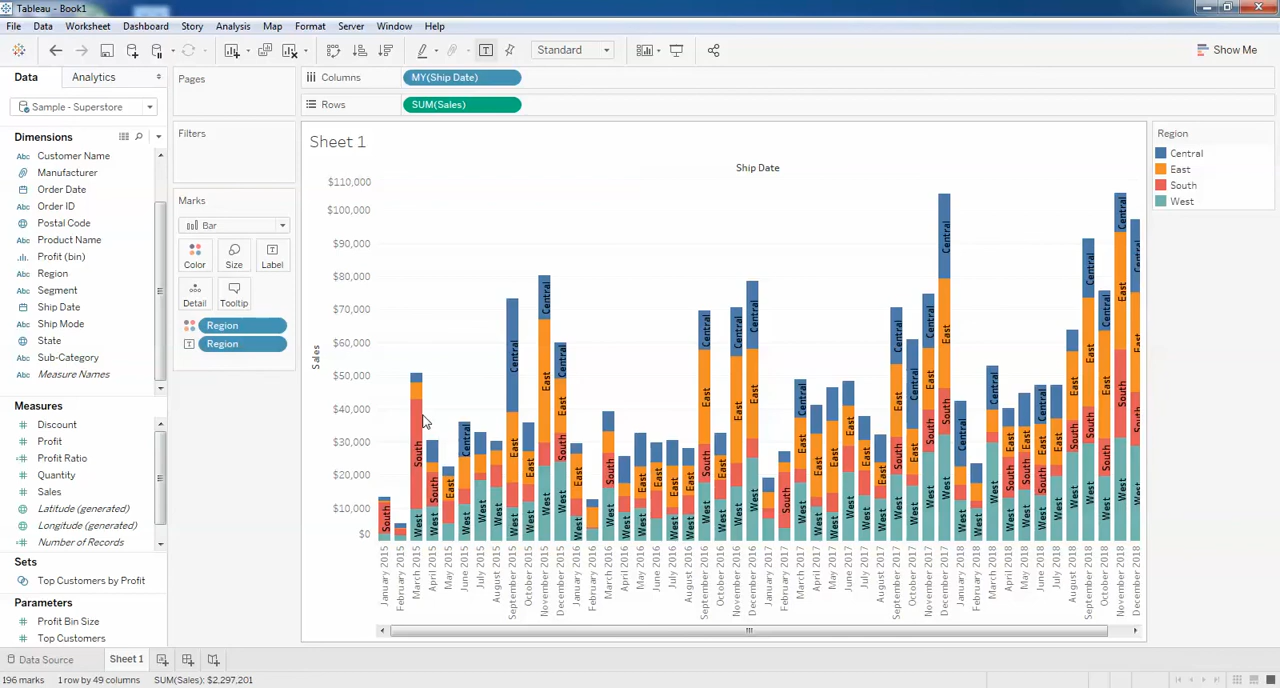 Tableau - Book1
File Data Worksheet Dashboard Story Analysis Map Format Server Window Help
Standard
Show Me
Data Analytics
Sample - Superstore
Dimensions
Customer Name
Manufacturer
Order Date
Order ID
Postal Code
Product Name
Profit (bin)
Region
Segment
Ship Date
Ship Mode
State
Sub-Category
Measure Names
Measures
Discount
Profit
Profit Ratio
Quantity
Sales
Latitude (generated)
Longitude (generated)
Number of Records
Sets
Top Customers by Profit
Parameters
Profit Bin Size
Top Customers
Pages
Filters
Marks
Bar
Color Size Label
Detail Tooltip
Region
Region
Columns MY(Ship Date)
Rows SUM(Sales)
Sheet 1
Ship Date
Sales
$110,000
$100,000
$90,000
$80,000
$70,000
$60,000
$50,000
$40,000
$30,000
$20,000
$10,000
$0
January 2015
February 2015
March 2015
April 2015
May 2015
June 2015
July 2015
August 2015
September 2015
October 2015
November 2015
December 2015
January 2016
February 2016
March 2016
April 2016
May 2016
June 2016
July 2016
August 2016
September 2016
October 2016
November 2016
December 2016
January 2017
February 2017
March 2017
April 2017
May 2017
June 2017
July 2017
August 2017
September 2017
October 2017
November 2017
December 2017
January 2018
February 2018
March 2018
April 2018
May 2018
June 2018
July 2018
August 2018
September 2018
October 2018
November 2018
December 2018
Region
Central
East
South
West
Data Source Sheet 1
196 marks 1 row by 49 columns SUM(Sales): $2,297,201